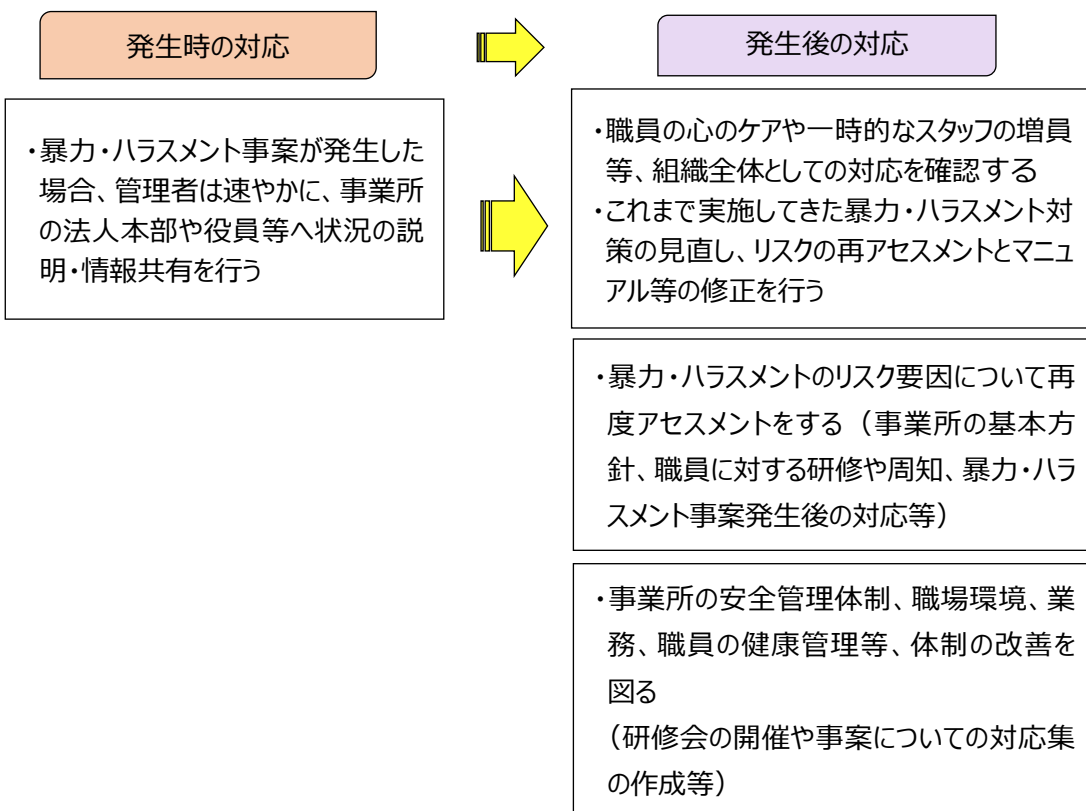 発生時の対応
発生後の対応
・暴力・ハラスメント事案が発生した
場合、管理者は速やかに、事業所
の法人本部や役員等へ状況の説
明・情報共有を行う
・職員の心のケアや一時的なスタッフの増員
等、組織全体としての対応を確認する
・これまで実施してきた暴力・ハラスメント対
策の見直し、リスクの再アセスメントとマニュ
アル等の修正を行う
・暴力・ハラスメントのリスク要因について再
度アセスメントをする（事業所の基本方
針、職員に対する研修や周知、暴力・ハラ
スメント事案発生後の対応等）
・事業所の安全管理体制、職場環境、業
務、職員の健康管理等、体制の改善を
図る
（研修会の開催や事案についての対応集
の作成等）